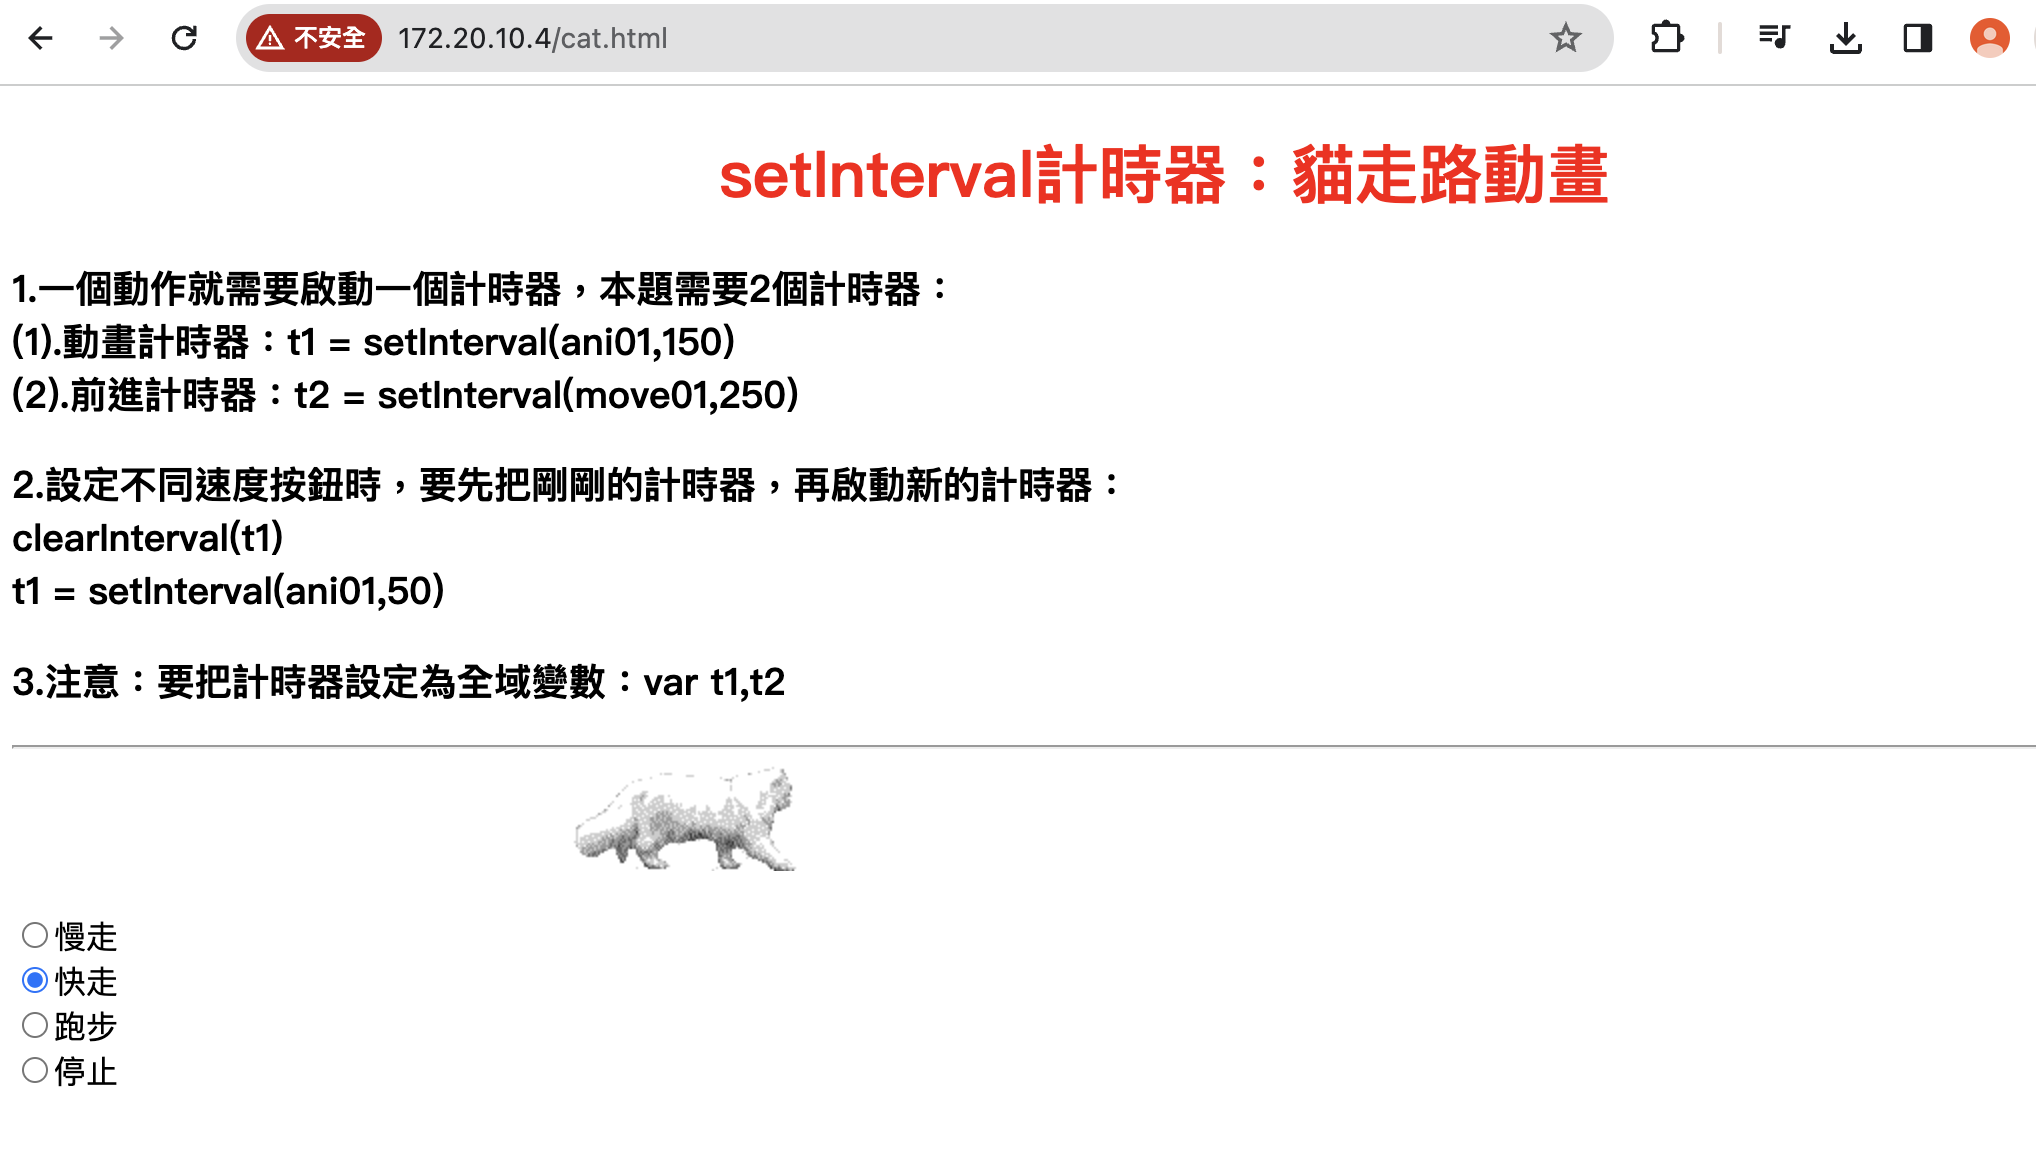 不安全 172.20.10.4/cat.html
setInterval計時器：貓走路動畫
1.一個動作就需要啟動一個計時器，本題需要2個計時器：
(1).動畫計時器：t1 = setInterval(ani01,150)
(2).前進計時器：t2 = setInterval(move01,250)
2.設定不同速度按鈕時，要先把剛剛的計時器，再啟動新的計時器：
clearInterval(t1)
t1 = setInterval(ani01,50)
3.注意：要把計時器設定為全域變數：var t1,t2
慢走
快走
跑步
停止